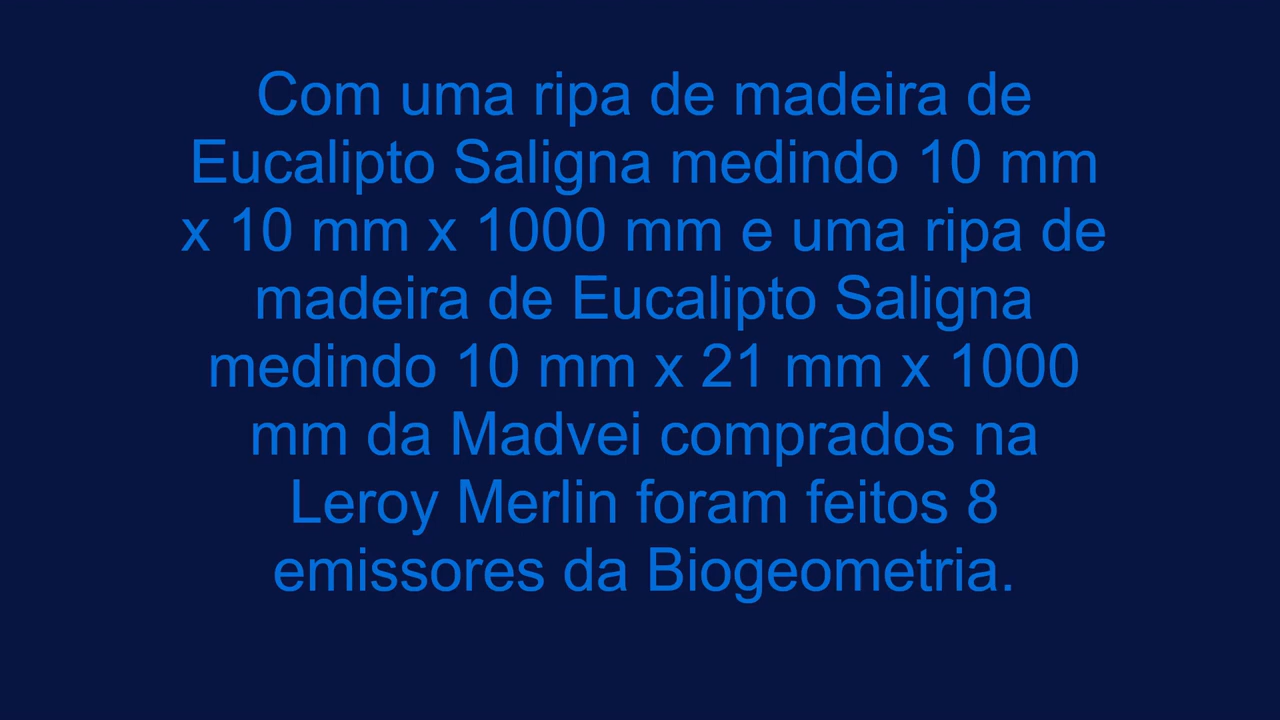 Com uma ripa de madeira de
Eucalipto Saligna medindo 10 mm
x 10 mm x 1000 mm e uma ripa de
madeira de Eucalipto Saligna
medindo 10 mm x 21 mm x 1000
mm da Madvei comprados na
Leroy Merlin foram feitos 8
emissores da Biogeometria.